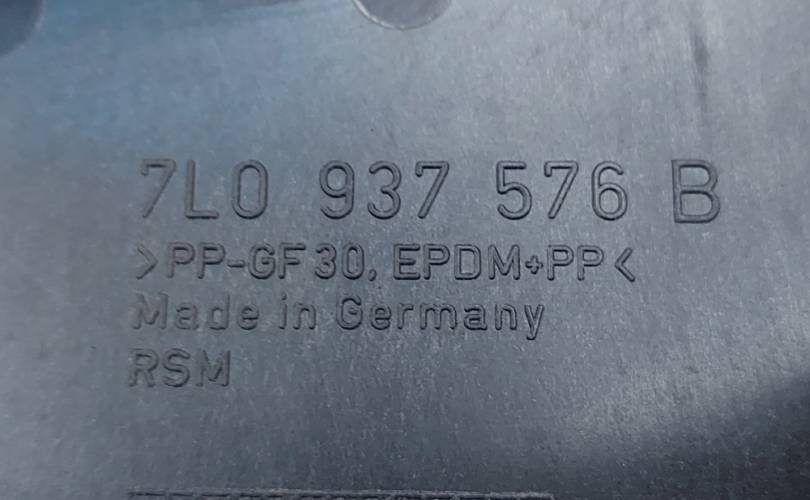 7L0 937 576 B
>PP-GF30, EPDM+PP<
Made in Germany
RSM